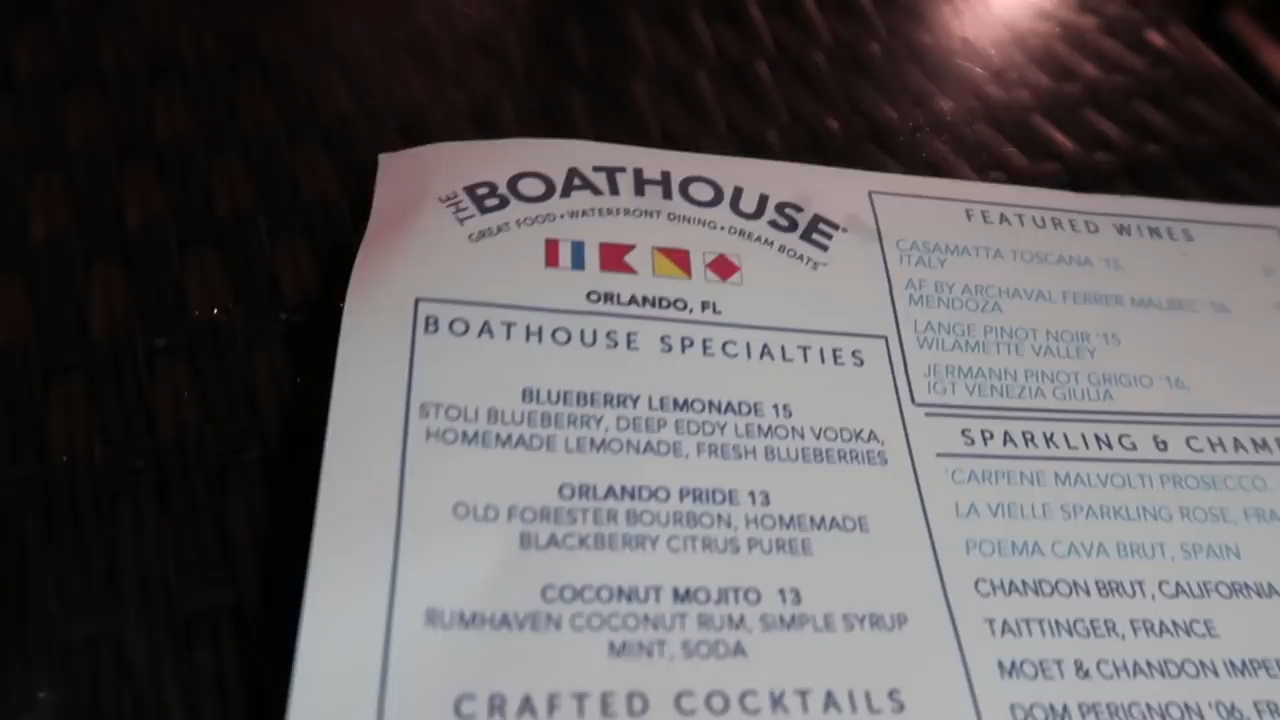 THE BOATHOUSE
GREAT FOOD • WATERFRONT DINING • DREAM BOATS
ORLANDO, FL
BOATHOUSE SPECIALTIES
BLUEBERRY LEMONADE 15
STOLI BLUEBERRY, DEEP EDDY LEMON VODKA,
HOMEMADE LEMONADE, FRESH BLUEBERRIES
ORLANDO PRIDE 13
OLD FORESTER BOURBON, HOMEMADE
BLACKBERRY CITRUS PUREE
COCONUT MOJITO 13
RUMHAVEN COCONUT RUM, SIMPLE SYRUP
MINT, SODA
CRAFTED COCKTAILS
FEATURED WINES
CASAMATTA TOSCANA '15,
ITALY
AF BY ARCHAVAL FERRER MALBEC '16
MENDOZA
LANGE PINOT NOIR '15
WILAMETTE VALLEY
JERMANN PINOT GRIGIO '16,
IGT VENEZIA GIULIA
SPARKLING & CHAM
CARPENE MALVOLTI PROSECCO,
LA VIELLE SPARKLING ROSE, FRA
POEMA CAVA BRUT, SPAIN
CHANDON BRUT, CALIFORNIA
TAITTINGER, FRANCE
MOET & CHANDON IMPE
DOM PERIGNON '06, FR